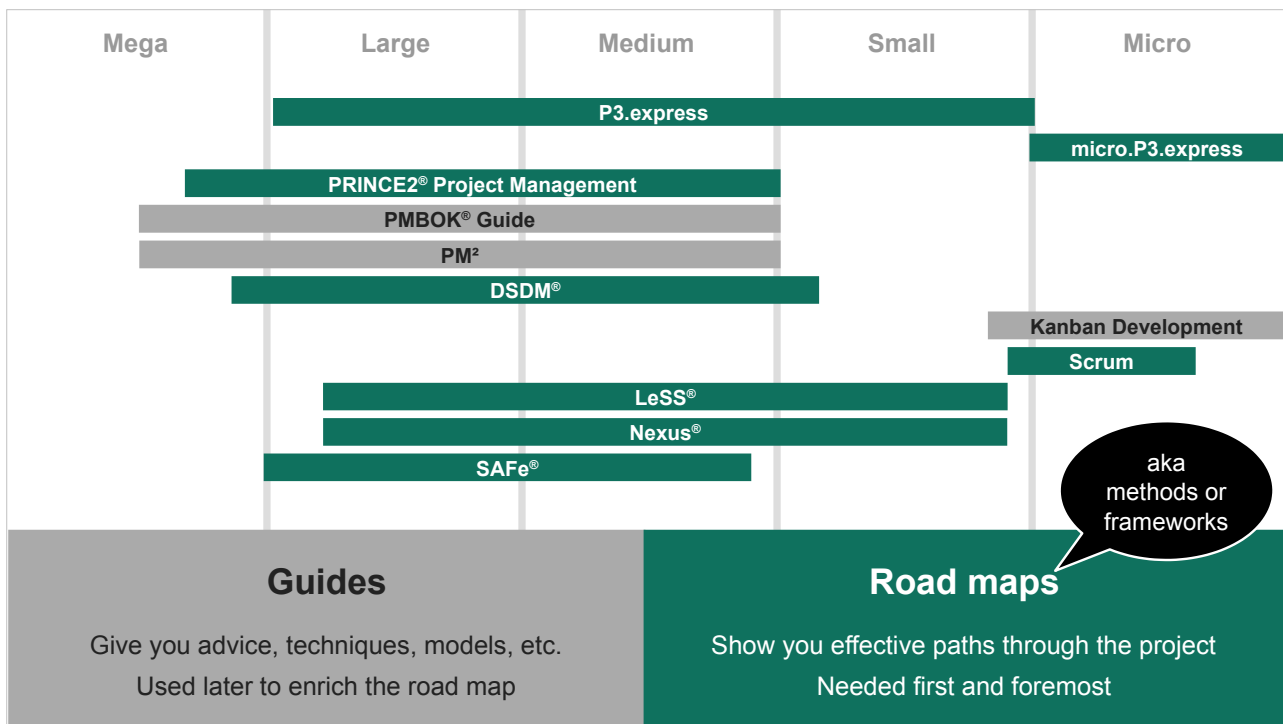 Mega Large Medium Small Micro
P3.express
micro.P3.express
PRINCE2® Project Management
PMBOK® Guide
PM²
DSDM®
Kanban Development
Scrum
LeSS®
Nexus®
SAFe®
aka
methods or
frameworks
Guides
Give you advice, techniques, models, etc.
Used later to enrich the road map
Road maps
Show you effective paths through the project
Needed first and foremost